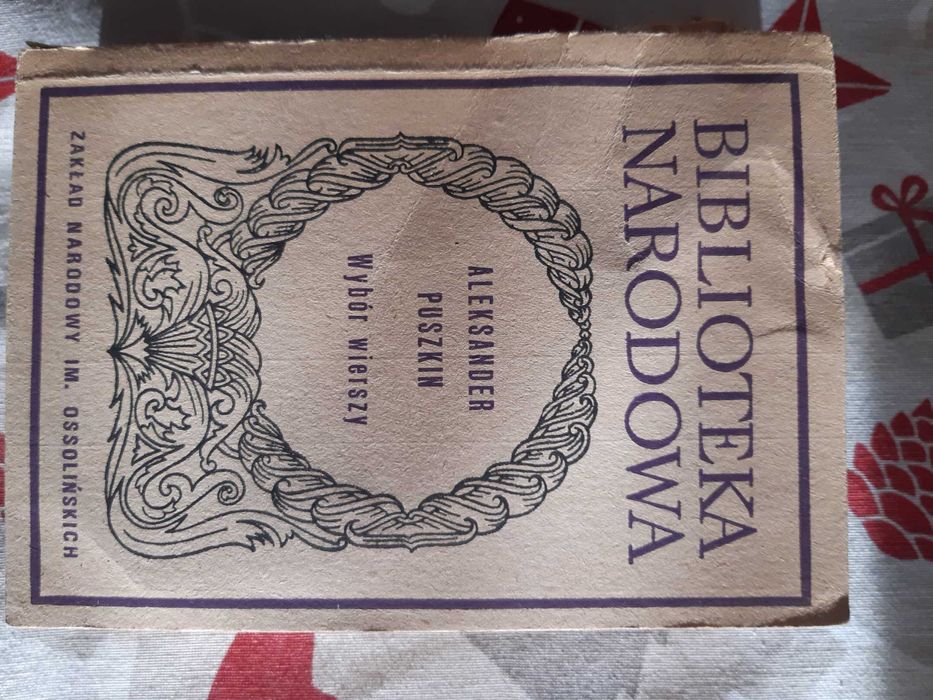 BIBLIOTEKA
NARODOWA
ALEKSANDER
PUSZKIN
Wybór wierszy
ZAKŁAD NARODOWY IM. OSSOLIŃSKICH